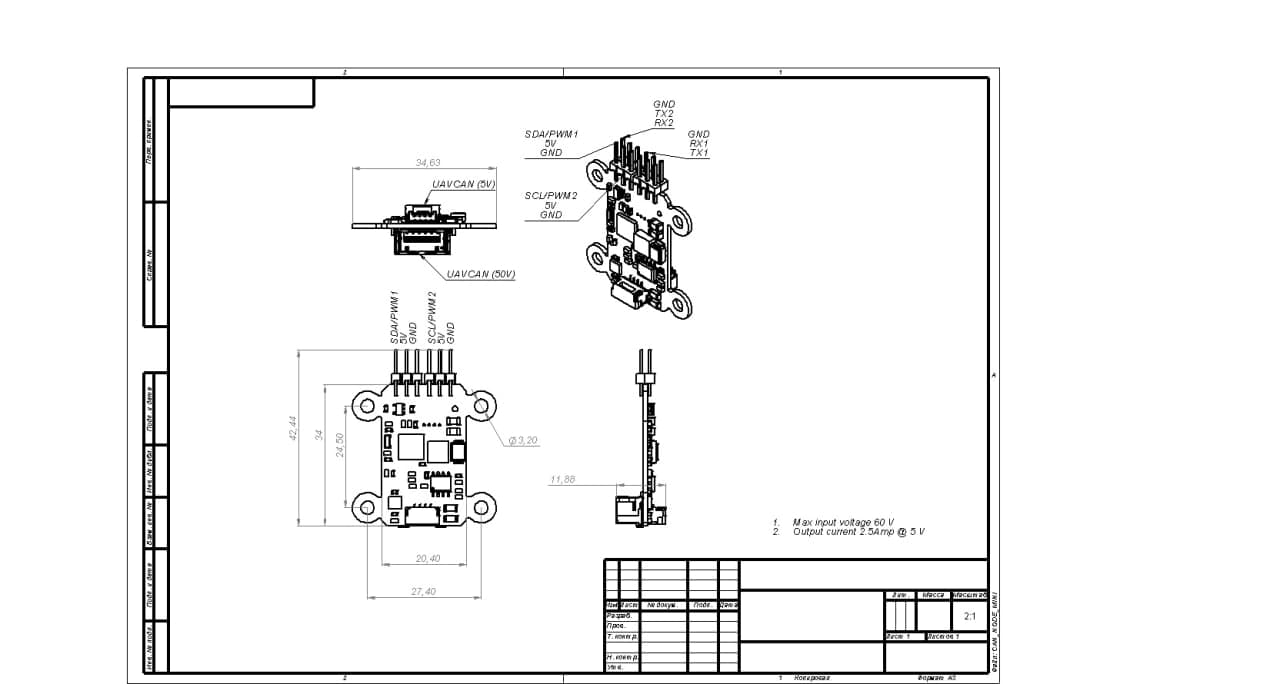 2
1
GND
TX2
RX2
SDA/PWM1
5V
GND
GND
RX1
TX1
34,63
UAVCAN (5V)
SCL/PWM2
5V
GND
UAVCAN (50V)
SDA/PWM1
5V
GND
SCL/PWM2
5V
GND
42,44
34
24,50
Ø3,20
11,88
20,40
27,40
1. Max input voltage 60 V
2. Output current 2.5Amp @ 5 V
A
Перв. примен.
Справ. №
Подп. и дата
Инв. № дубл.
Взам. инв. №
Подп. и дата
Инв. № подл.
Изм. Лист № докум. Подп. Дата
Разраб.
Пров.
Т. контр.
Н. контр.
Утв.
Лит. Масса Масштаб
2:1
Лист 1 Листов 1
Файл: CAN_NODE_MINI
2
1 Копировал Формат A3